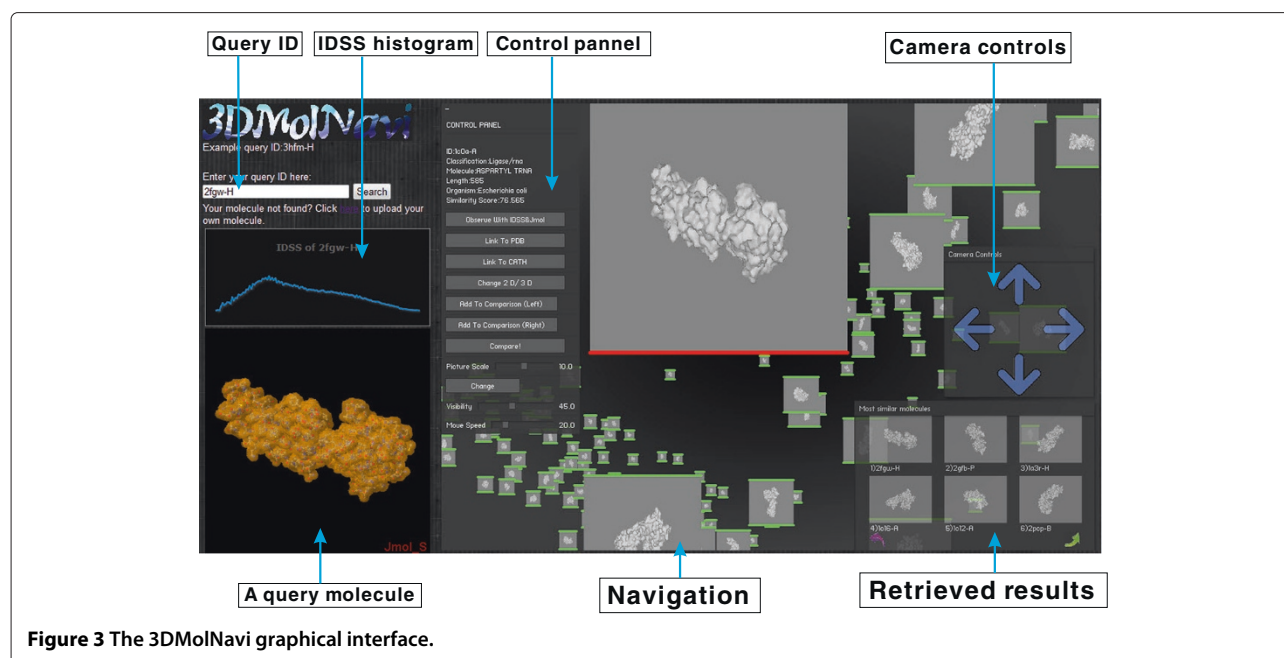 Query ID
IDSS histogram
Control pannel
Camera controls
3DMolNavi
Example query ID:3hfm-H
Enter your query ID here:
2fgw-H
Search
Your molecule not found? Click
to upload your
own molecule.
IDSS of 2fgw-H
Jmol_S
-
CONTROL PANEL
ID:1c0a-A
Classification:Ligase/rna
Molecule:ASPARTYL TRNA
Length:585
Organism:Escherichia coli
Similarity Score:76.565
Observe With IDSS&Jmol
Link To PDB
Link To CATH
Change 2 D/ 3 D
Add To Comparison (Left)
Add To Comparison (Right)
Compare!
Picture Scale 10.0
Change
Visibility 45.0
Move Speed 20.0
Camera Controls
Most similar molecules
1)2fgw-H 2)2gfb-P 3)1a3r-H
4)1c16-A 5)1c12-A 6)2pop-B
A query molecule
Navigation
Retrieved results
Figure 3 The 3DMolNavi graphical interface.